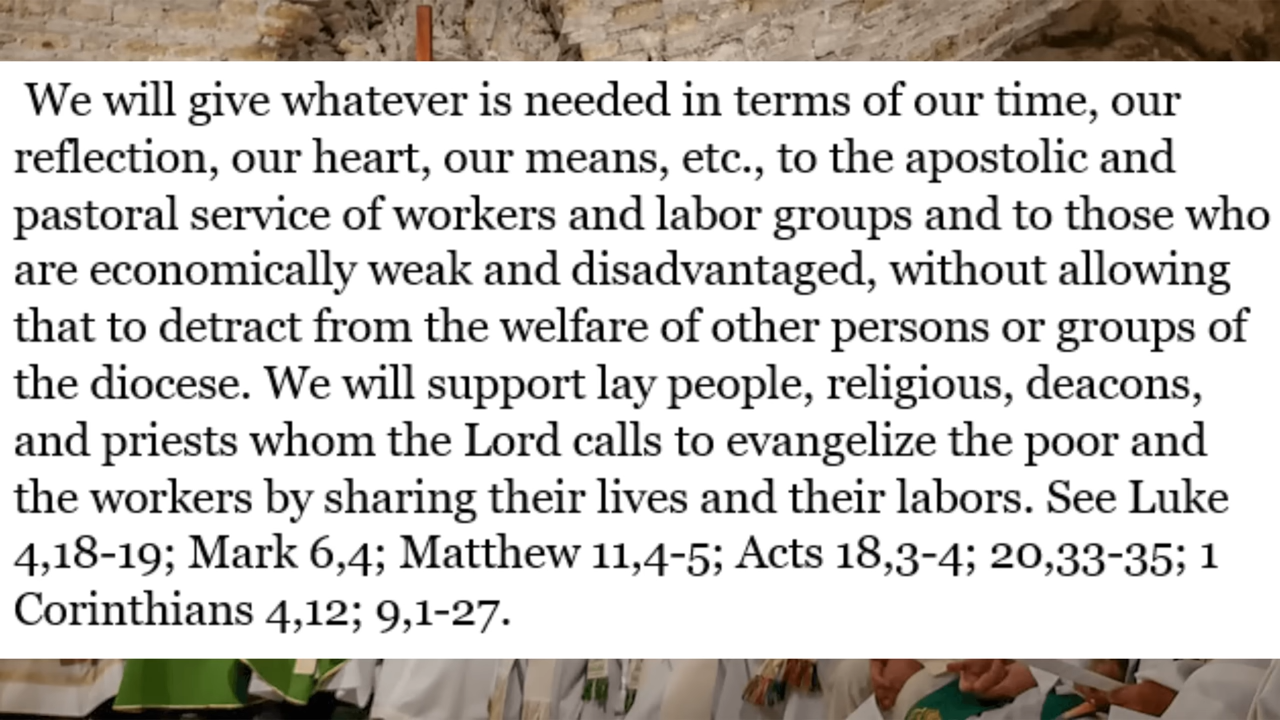 We will give whatever is needed in terms of our time, our
reflection, our heart, our means, etc., to the apostolic and
pastoral service of workers and labor groups and to those who
are economically weak and disadvantaged, without allowing
that to detract from the welfare of other persons or groups of
the diocese. We will support lay people, religious, deacons,
and priests whom the Lord calls to evangelize the poor and
the workers by sharing their lives and their labors. See Luke
4,18-19; Mark 6,4; Matthew 11,4-5; Acts 18,3-4; 20,33-35; 1
Corinthians 4,12; 9,1-27.